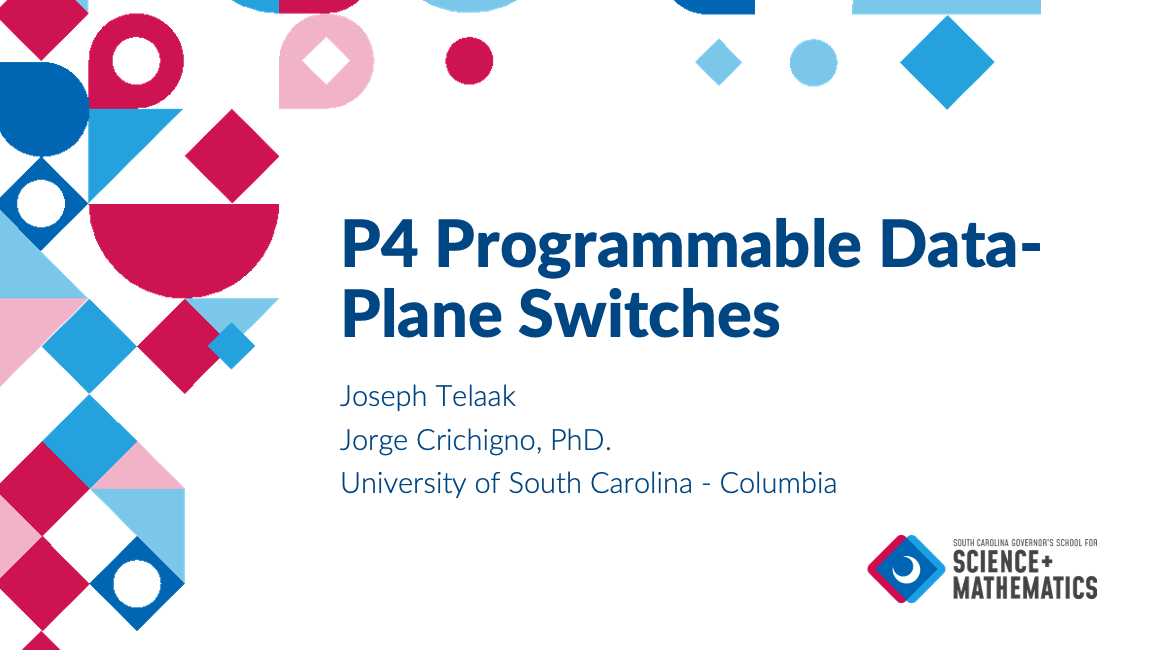 P4 Programmable Data-
Plane Switches
Joseph Telaak
Jorge Crichigno, PhD.
University of South Carolina - Columbia
SOUTH CAROLINA GOVERNOR'S SCHOOL FOR
SCIENCE+
MATHEMATICS